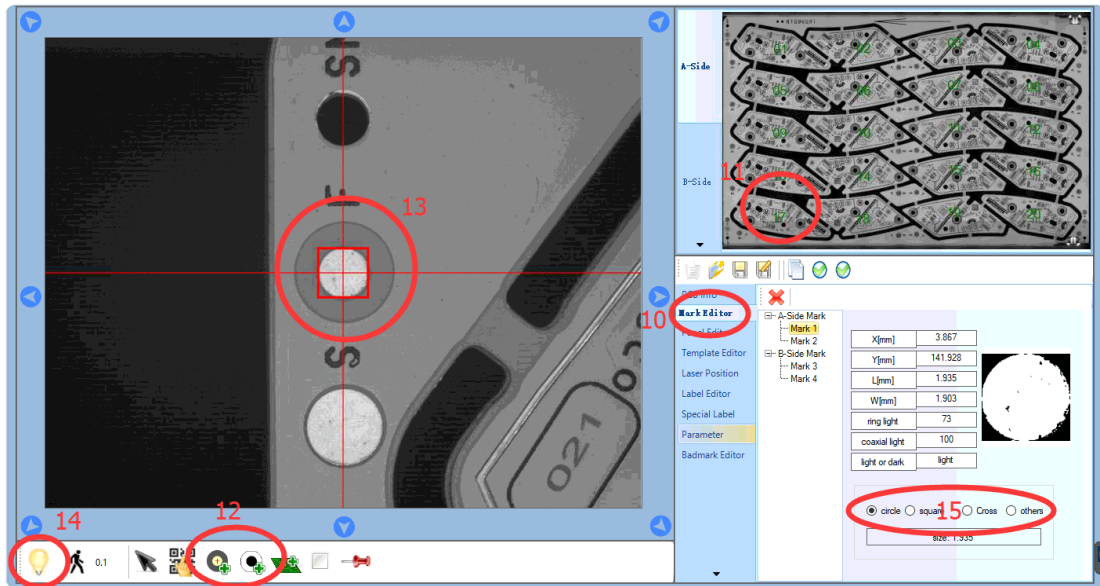 13
14
12
0.1
021
A-Side
B-Side
11
01
02
03
04
05
06
07
08
09
10
11
12
14
15
16
17
18
19
20
10
Mark Editor
Template Editor
Laser Position
Label Editor
Special Label
Parameter
Badmark Editor
A-Side Mark
Mark 1
Mark 2
B-Side Mark
Mark 3
Mark 4
X[mm] 3.867
Y[mm] 141.928
L[mm] 1.935
W[mm] 1.903
ring light 73
coaxial light 100
light or dark light
circle square Cross others
15
size: 1.935